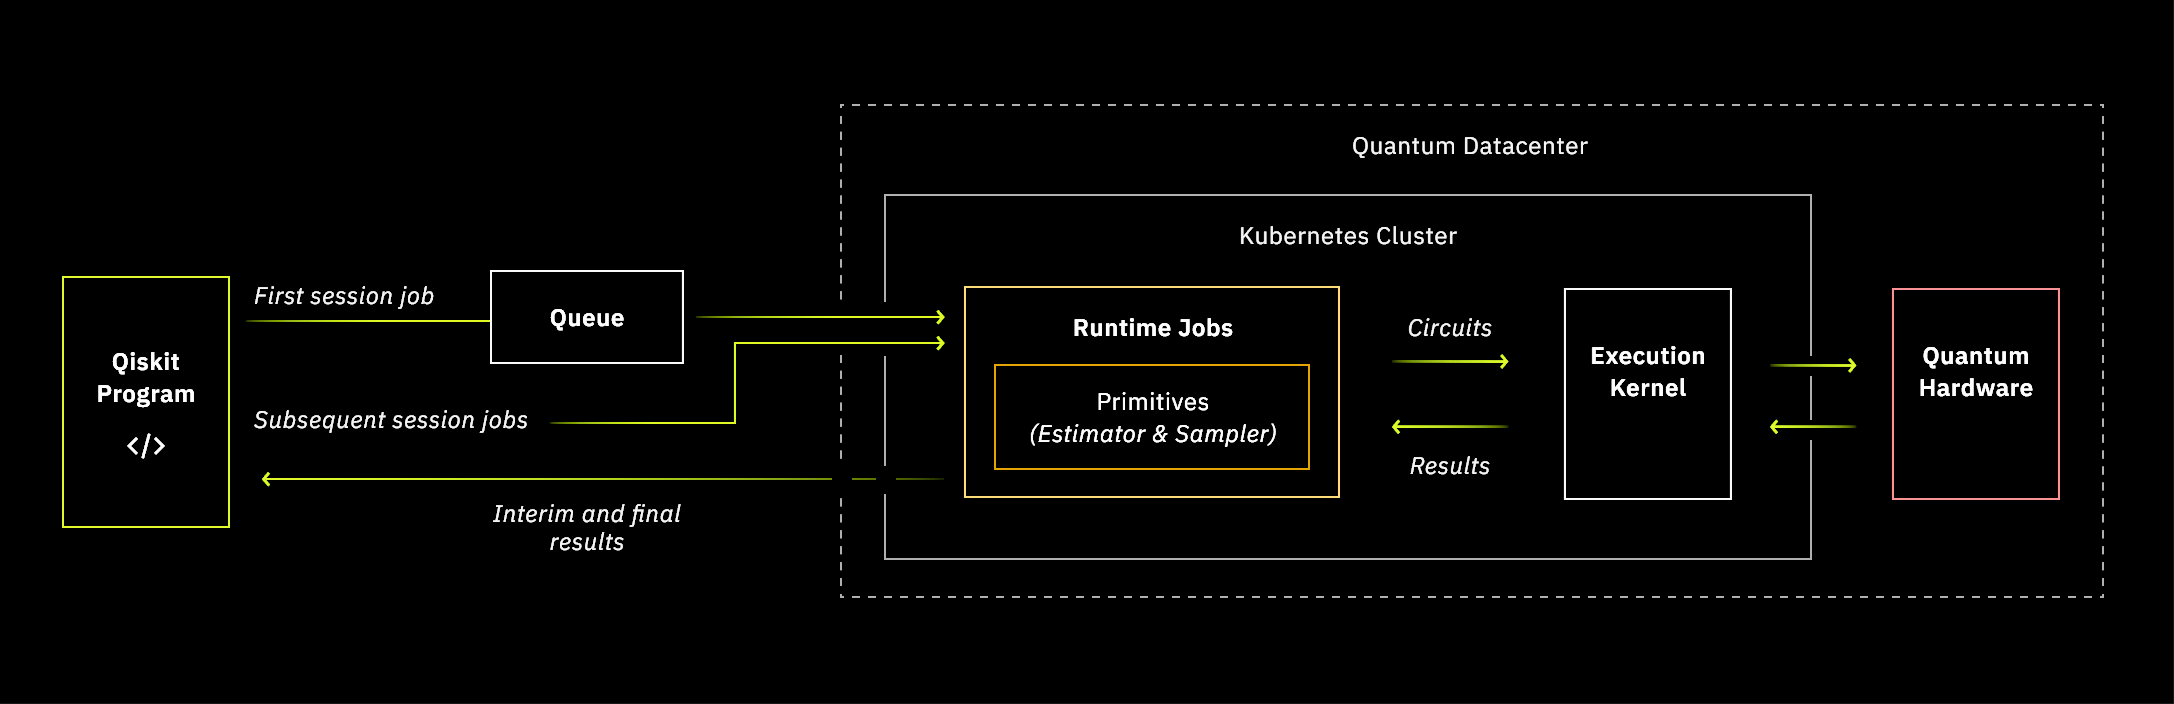 Quantum Datacenter
Kubernetes Cluster
Qiskit
Program
</>
First session job
Queue
Subsequent session jobs
Interim and final
results
Runtime Jobs
Primitives
(Estimator & Sampler)
Circuits
Results
Execution
Kernel
Quantum
Hardware